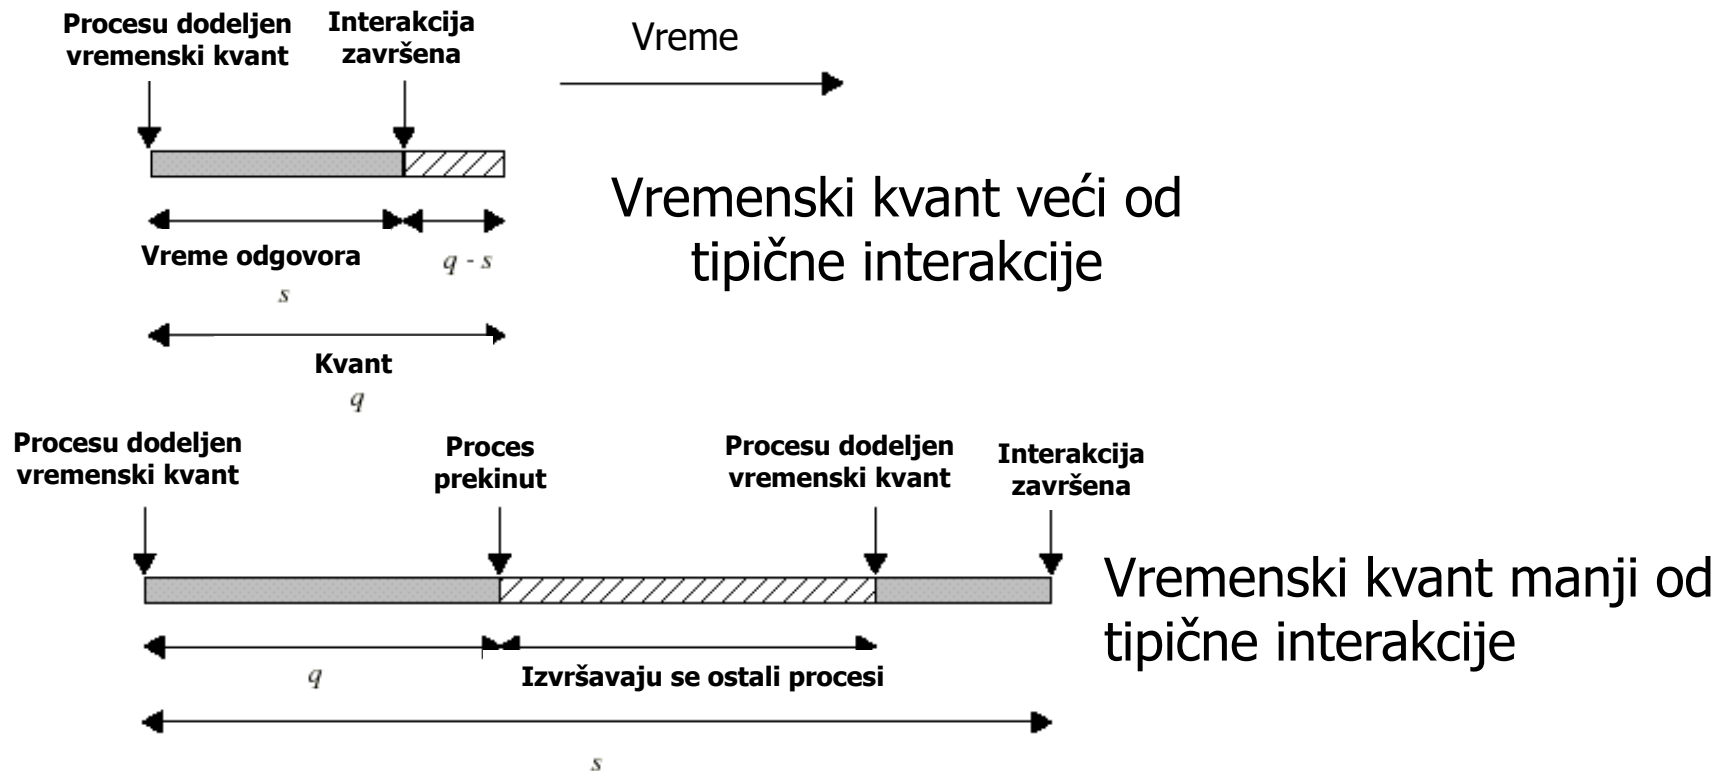 Procesu dodeljen
vremenski kvant
Interakcija
završena
Vreme
Vremenski kvant veći od
tipične interakcije
Vreme odgovora
s
q - s
Kvant
q
Procesu dodeljen
vremenski kvant
Proces
prekinut
Procesu dodeljen
vremenski kvant
Interakcija
završena
Vremenski kvant manji od
tipične interakcije
q
Izvršavaju se ostali procesi
s